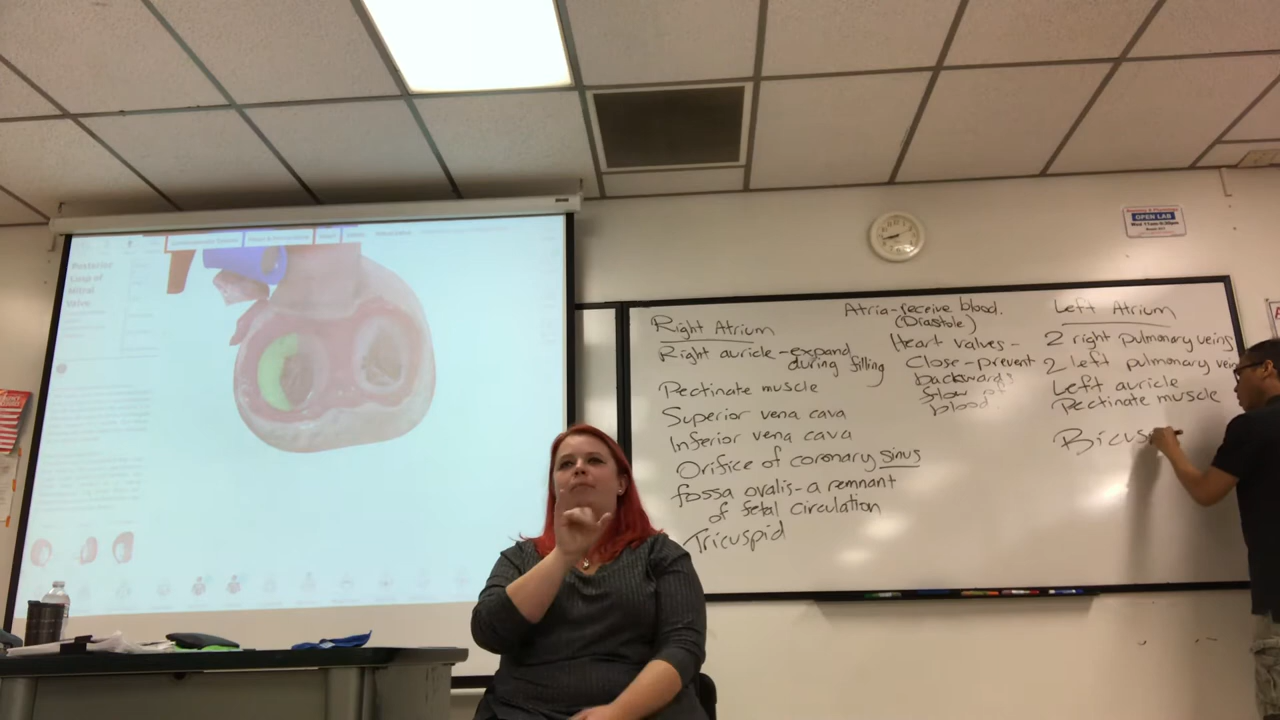 Posterior
Leap of
Mitral
Valve
OPEN LAB
Right Atrium
Right auricle-expand
during filling
Pectinate muscle
Superior vena cava
Inferior vena cava
Orifice of coronary sinus
fossa ovalis-a remnant
of fetal circulation
Tricuspid
Atria-receive blood.
(Diastole)
Heart valves-
Close-prevent
backwards
flow of
blood.
Left Atrium
2 right pulmonary veins
2 left pulmonary vein
Left auricle
Pectinate muscle
Bicusp